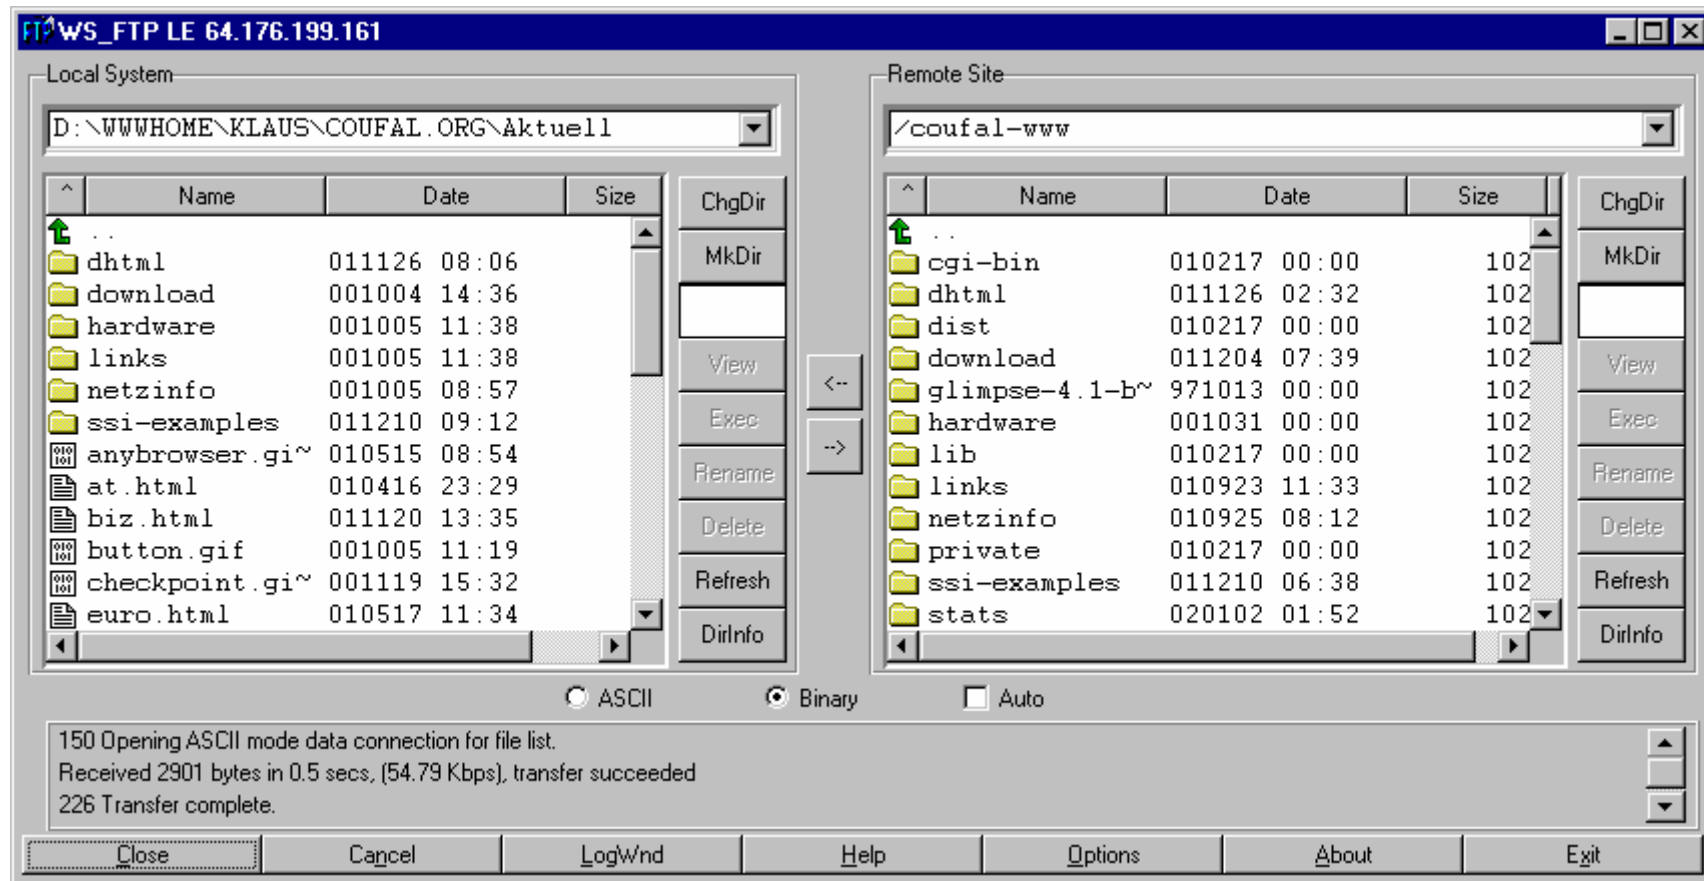 WS_FTP LE 64.176.199.161
Local System
D:\WWWHOME\KLAUS\COUFAL.ORG\Aktuell
^ Name Date Size
..
dhtml 011126 08:06
download 001004 14:36
hardware 001005 11:38
links 001005 11:38
netzinfo 001005 08:57
ssi-examples 011210 09:12
anybrowser.gi~ 010515 08:54
at.html 010416 23:29
biz.html 011120 13:35
button.gif 001005 11:19
checkpoint.gi~ 001119 15:32
euro.html 010517 11:34
ChgDir
MkDir
View
Exec
Rename
Delete
Refresh
DirInfo
<--
-->
Remote Site
/coufal-www
^ Name Date Size
..
cgi-bin 010217 00:00 102
dhtml 011126 02:32 102
dist 010217 00:00 102
download 011204 07:39 102
glimpse-4.1-b~ 971013 00:00 102
hardware 001031 00:00 102
lib 010217 00:00 102
links 010923 11:33 102
netzinfo 010925 08:12 102
private 010217 00:00 102
ssi-examples 011210 06:38 102
stats 020102 01:52 102
ChgDir
MkDir
View
Exec
Rename
Delete
Refresh
DirInfo
ASCII Binary Auto
150 Opening ASCII mode data connection for file list.
Received 2901 bytes in 0.5 secs, (54.79 Kbps), transfer succeeded
226 Transfer complete.
Close Cancel LogWnd Help Options About Exit